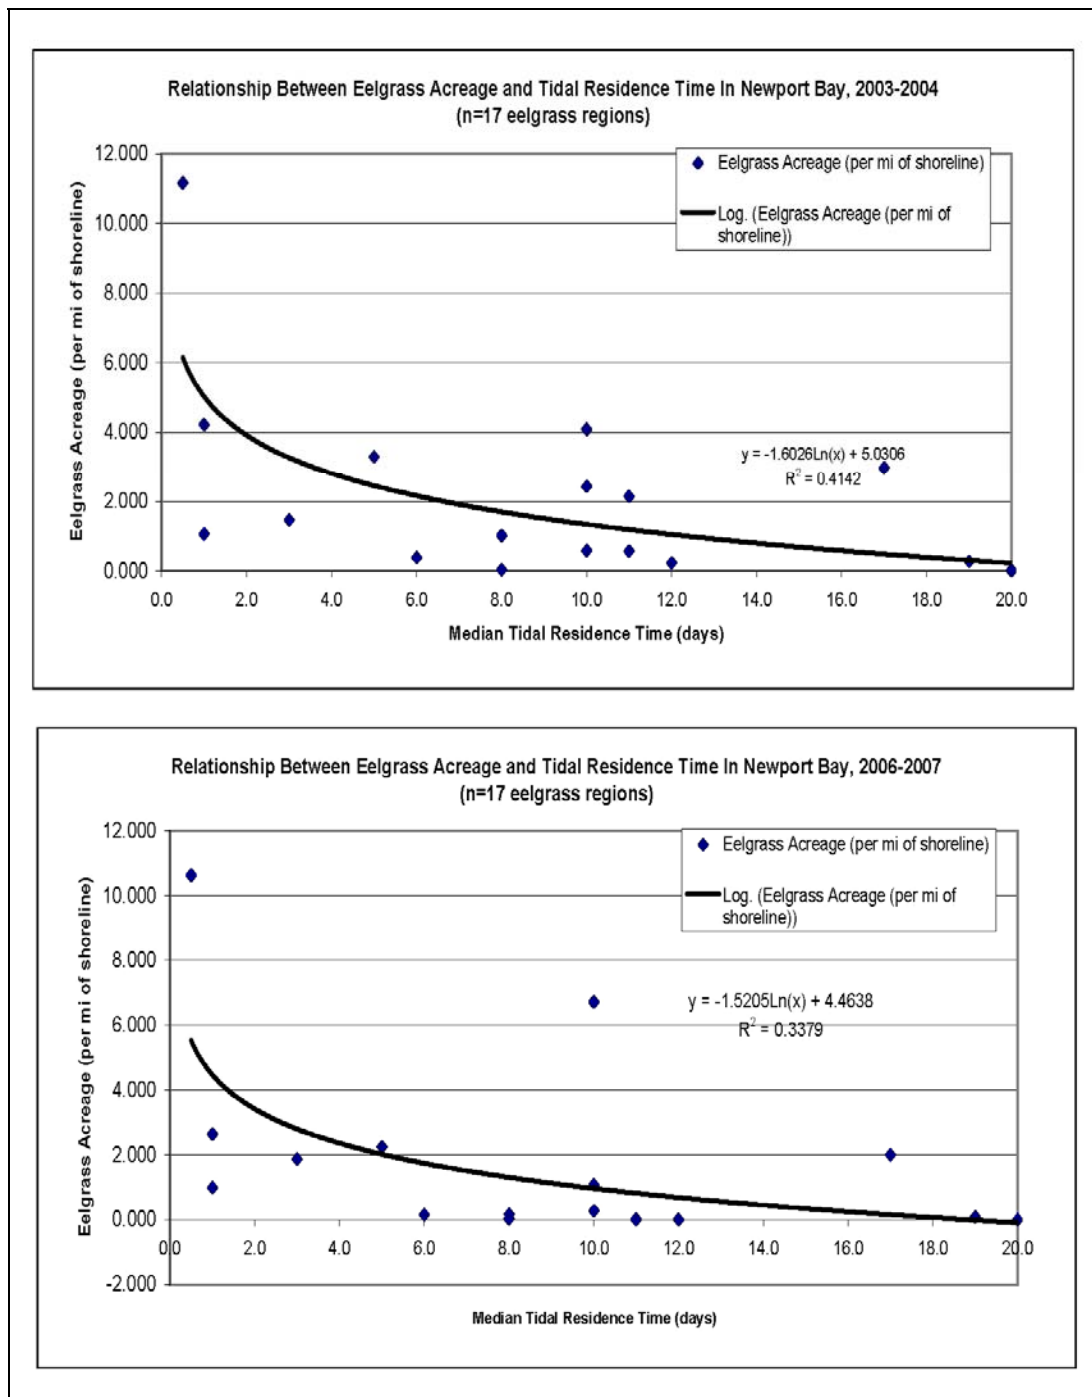 Relationship Between Eelgrass Acreage and Tidal Residence Time In Newport Bay, 2003-2004
(n=17 eelgrass regions)
12.000
10.000
8.000
6.000
4.000
2.000
0.000
Eelgrass Acreage (per mi of shoreline)
Eelgrass Acreage (per mi of shoreline)
Log. (Eelgrass Acreage (per mi of
shoreline))
y = -1.6026Ln(x) + 5.0306
R² = 0.4142
0.0 2.0 4.0 6.0 8.0 10.0 12.0 14.0 16.0 18.0 20.0
Median Tidal Residence Time (days)
Relationship Between Eelgrass Acreage and Tidal Residence Time In Newport Bay, 2006-2007
(n=17 eelgrass regions)
12.000
10.000
8.000
6.000
4.000
2.000
0.000
-2.000
Eelgrass Acreage (per mi of shoreline)
Eelgrass Acreage (per mi of shoreline)
Log. (Eelgrass Acreage (per mi of
shoreline))
y = -1.5205Ln(x) + 4.4638
R² = 0.3379
0.0 2.0 4.0 6.0 8.0 10.0 12.0 14.0 16.0 18.0 20.0
Median Tidal Residence Time (days)